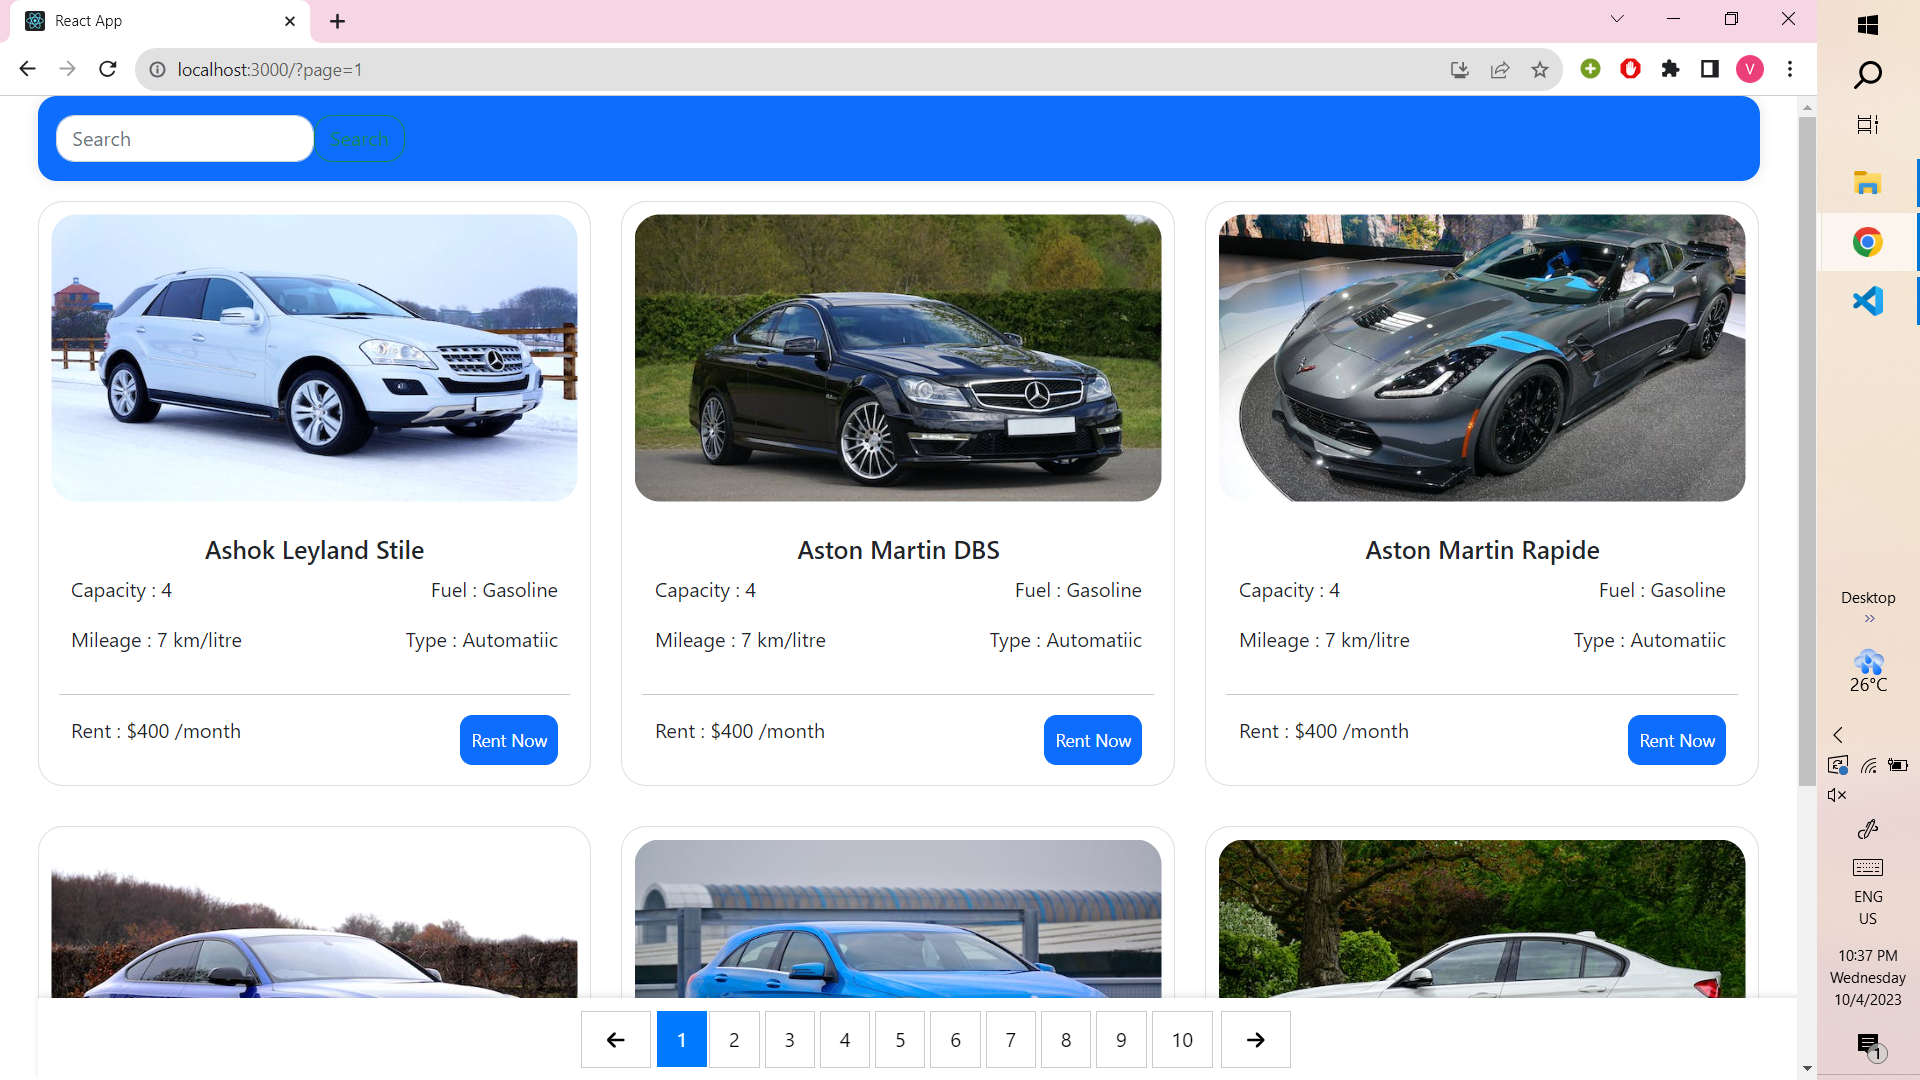 React App
localhost:3000/?page=1
V
Search
Search
Ashok Leyland Stile
Capacity : 4
Fuel : Gasoline
Mileage : 7 km/litre
Type : Automatiic
Rent : $400 /month
Rent Now
Aston Martin DBS
Capacity : 4
Fuel : Gasoline
Mileage : 7 km/litre
Type : Automatiic
Rent : $400 /month
Rent Now
Aston Martin Rapide
Capacity : 4
Fuel : Gasoline
Mileage : 7 km/litre
Type : Automatiic
Rent : $400 /month
Rent Now
1 2 3 4 5 6 7 8 9 10
Desktop
26°C
ENG
US
10:37 PM
Wednesday
10/4/2023
1